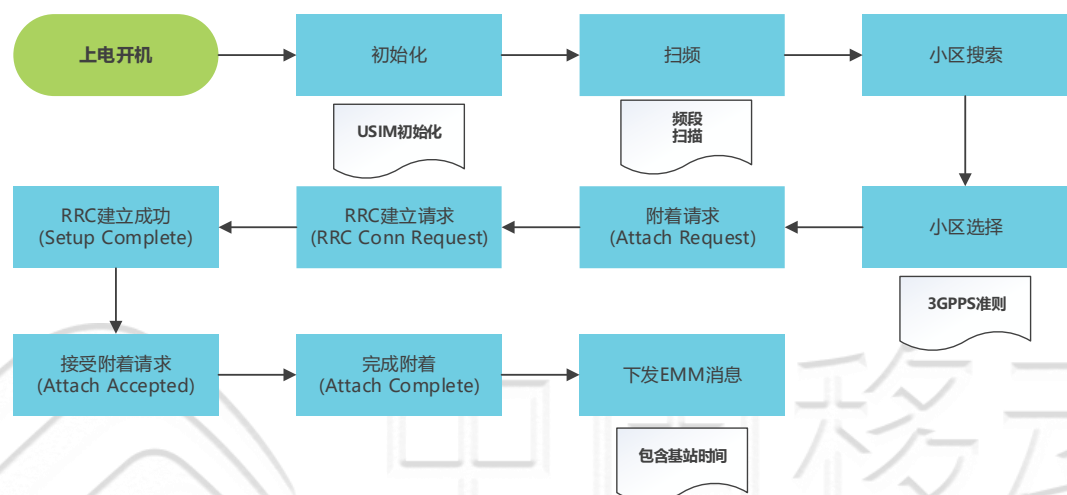 上电开机
初始化
扫频
小区搜索
USIM初始化
频段
扫描
RRC建立成功
(Setup Complete)
RRC建立请求
(RRC Conn Request)
附着请求
(Attach Request)
小区选择
3GPPS准则
接受附着请求
(Attach Accepted)
完成附着
(Attach Complete)
下发EMM消息
包含基站时间
中国移动